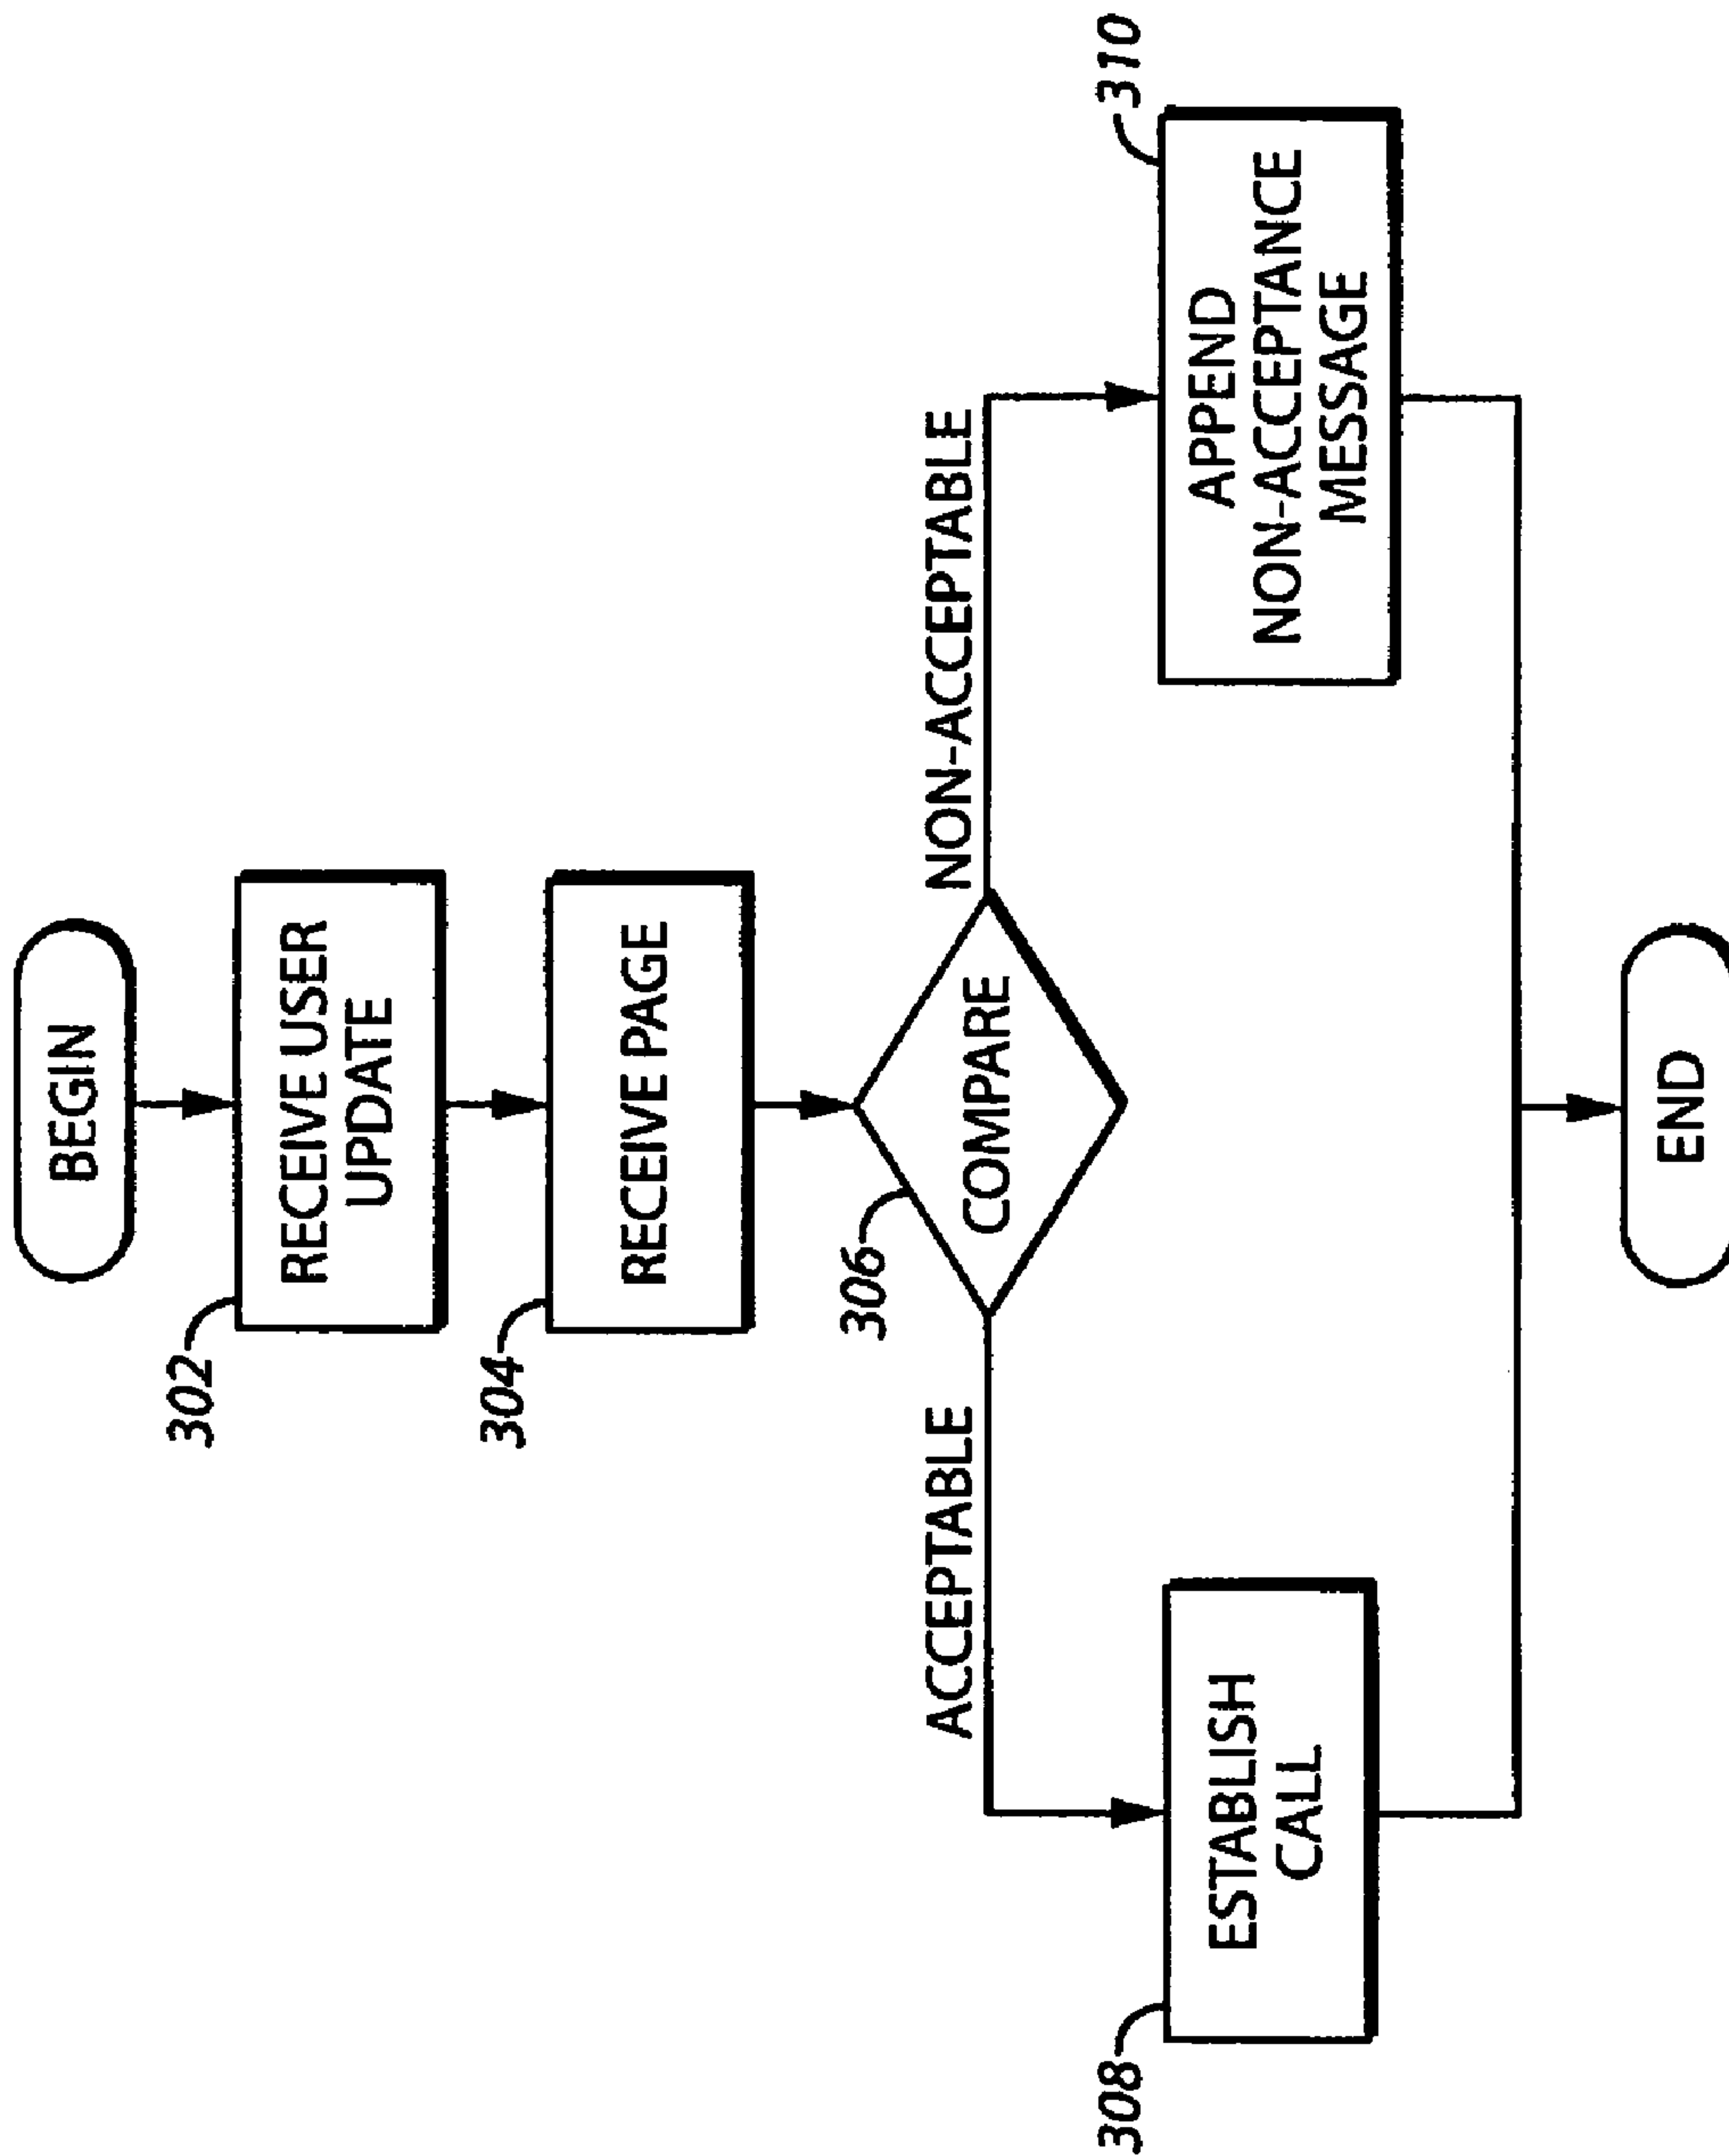 BEGIN
302
RECEIVE USER
UPDATE
304
RECEIVE PAGE
306
COMPARE
ACCEPTABLE
NON-ACCEPTABLE
308
ESTABLISH
CALL
310
APPEND
NON-ACCEPTANCE
MESSAGE
END